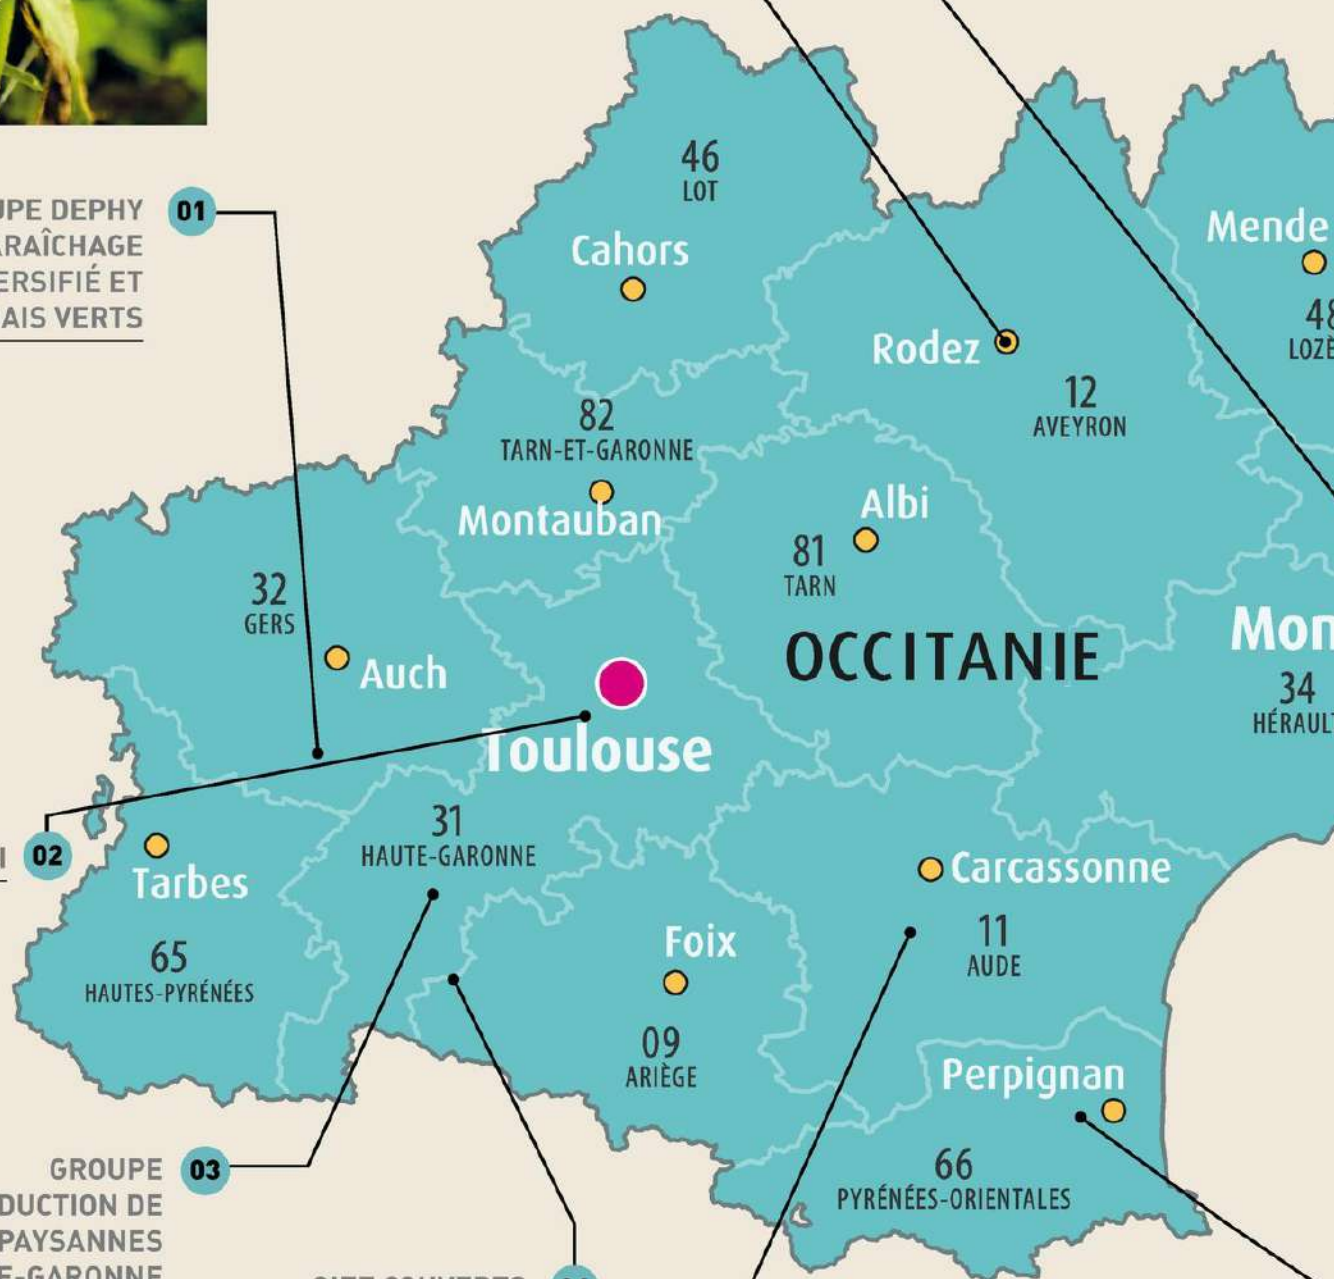 46
LOT
01
UPE DEPHY
ARAÎCHAGE
ERSIFIÉ ET
AIS VERTS
Cahors
Mende
48
LOZÈ
Rodez
12
AVEYRON
82
TARN-ET-GARONNE
Montauban
Albi
81
TARN
32
GERS
Auch
OCCITANIE
Mon
34
HÉRAULT
Toulouse
31
HAUTE-GARONNE
02
Tarbes
65
HAUTES-PYRÉNÉES
Carcassonne
11
AUDE
Foix
09
ARIÈGE
Perpignan
66
PYRÉNÉES-ORIENTALES
GROUPE
DUCTION DE
PAYSANNES
E-GARONNE
03